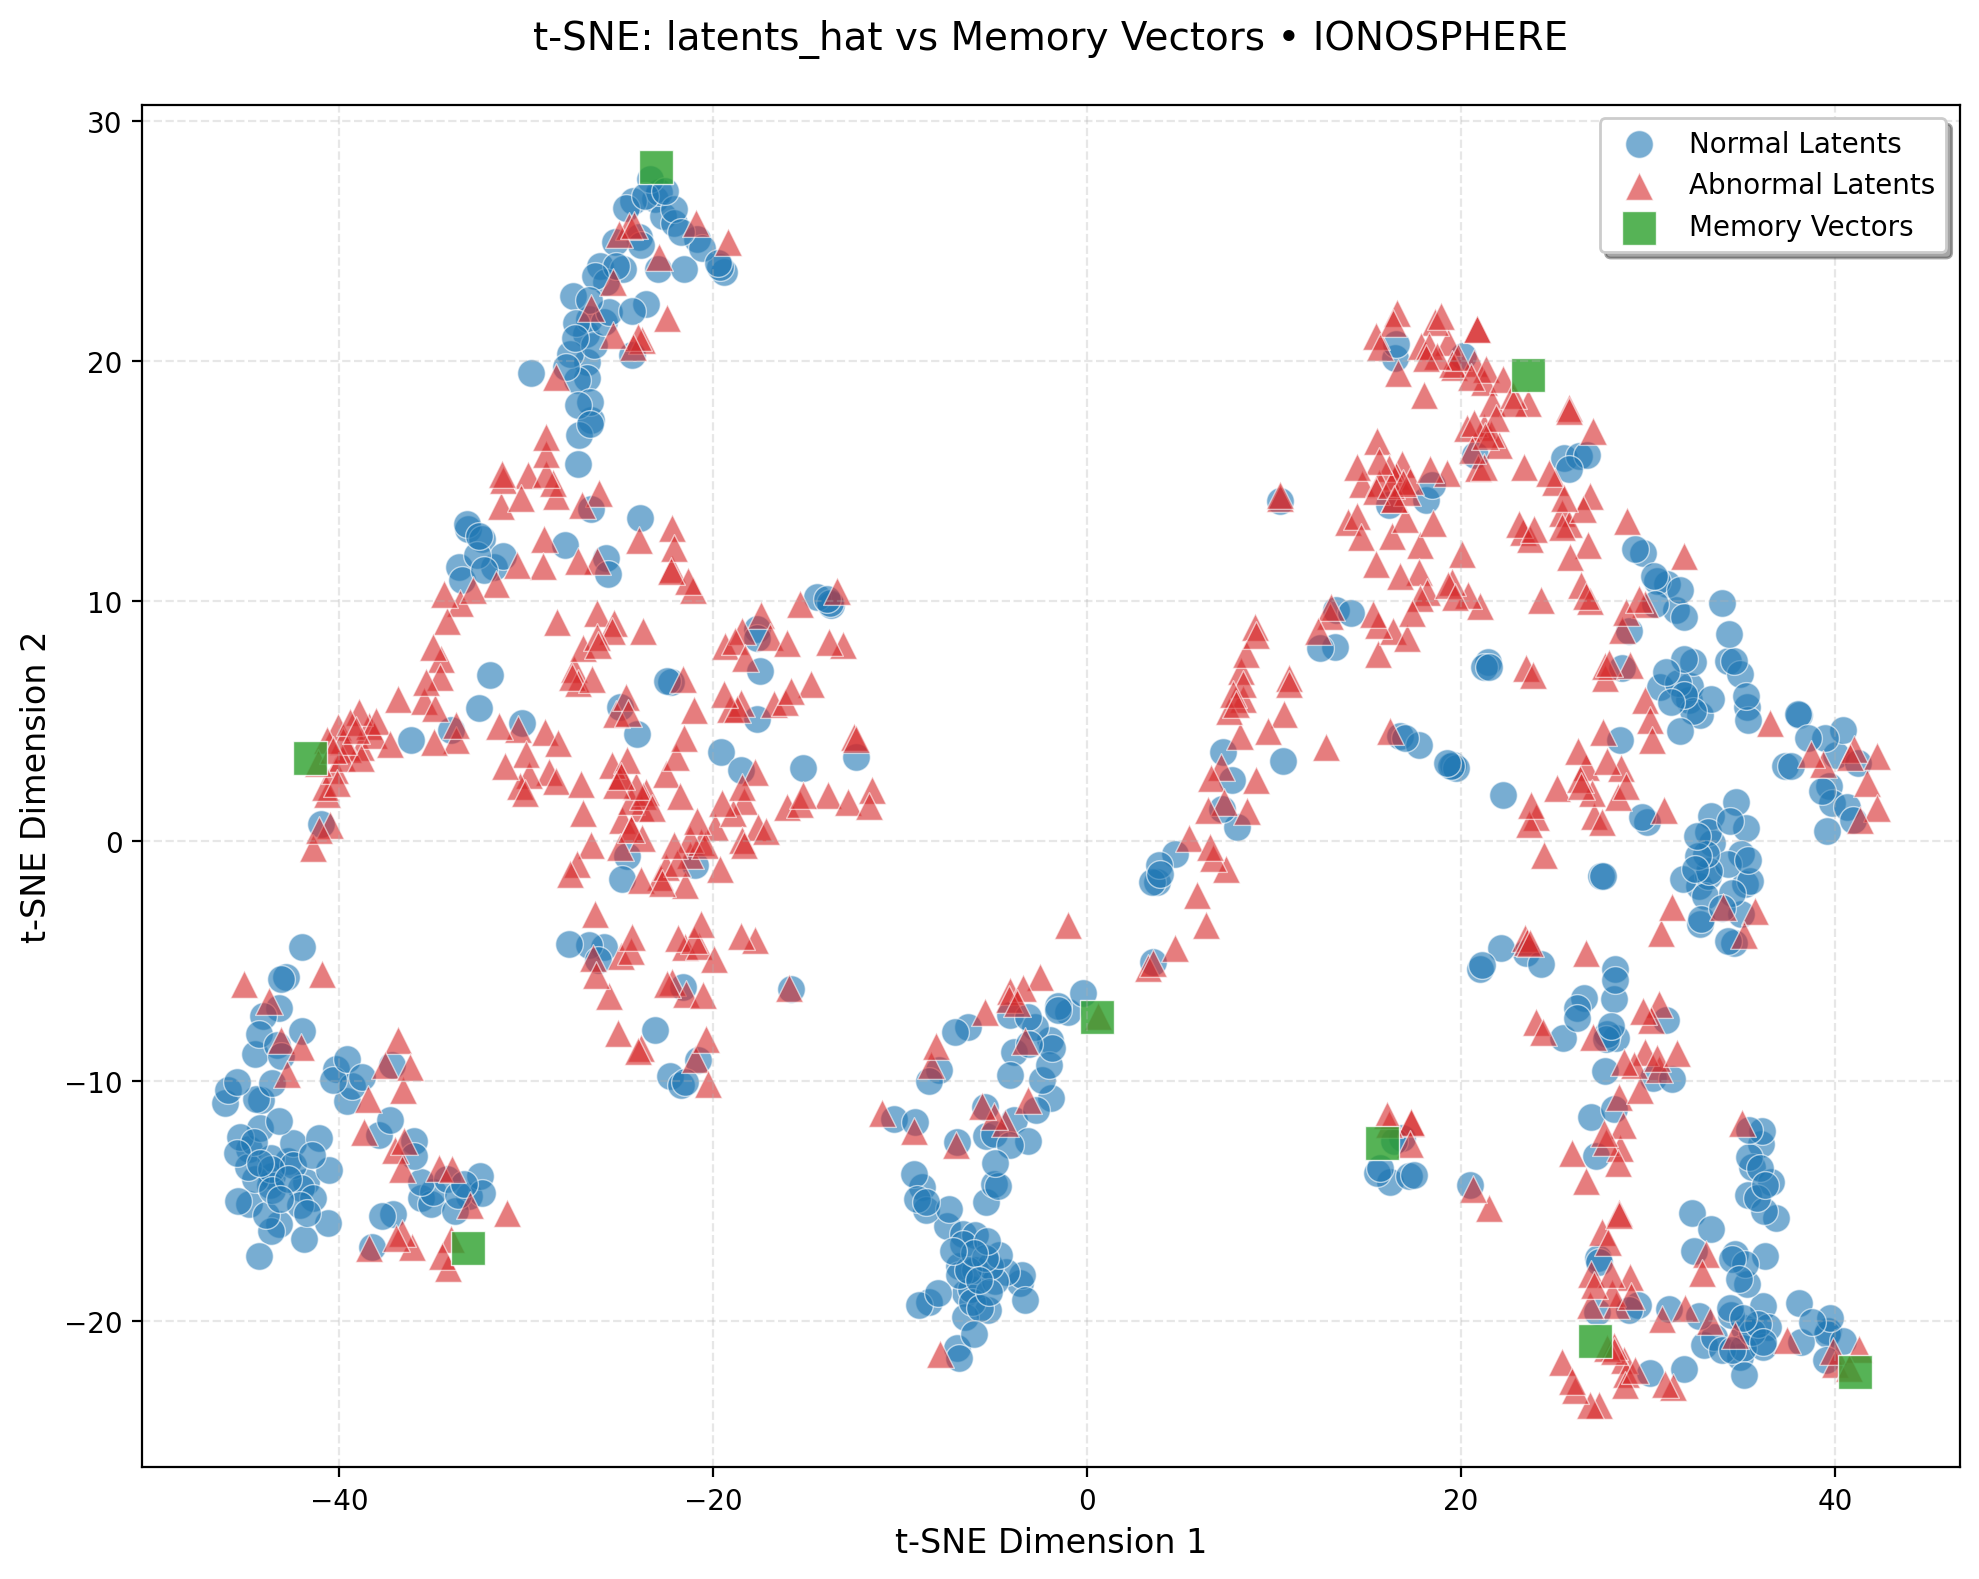 t-SNE: latents_hat vs Memory Vectors • IONOSPHERE
Normal Latents
Abnormal Latents
Memory Vectors
t-SNE Dimension 2
30
20
10
0
−10
−20
−40
−20
0
20
40
t-SNE Dimension 1